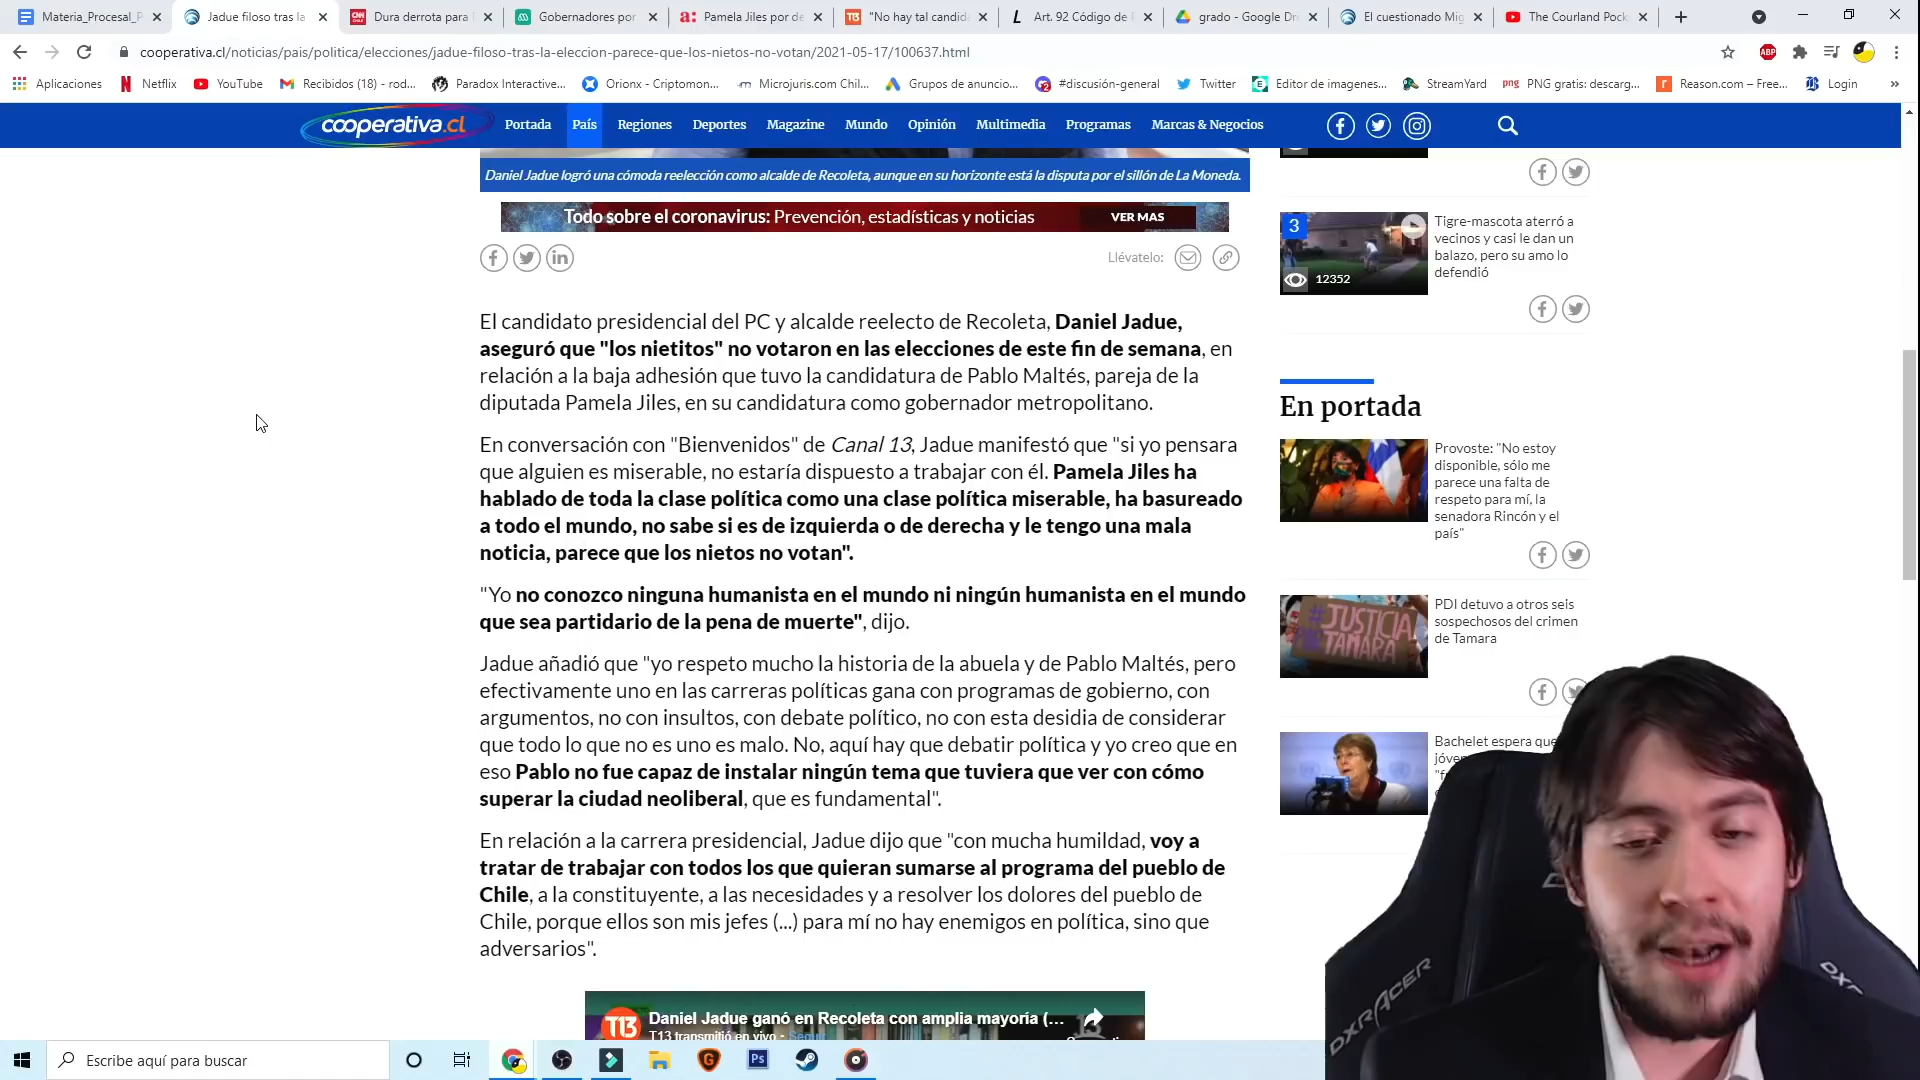 Materia_Procesal_P
Jadue filoso tras la
Dura derrota para
Gobernadores por
Pamela Jiles por de
"No hay tal candid
Art. 92 Código de
grado - Google Dr
El cuestionado Mig
The Courland Pock
cooperativa.cl/noticias/pais/politica/elecciones/jadue-filoso-tras-la-eleccion-parece-que-los-nietos-no-votan/2021-05-17/100637.html
ABP
Aplicaciones
Netflix
YouTube
Recibidos (18) - rod...
Paradox Interactive...
Orionx - Criptomon...
Microjuris.com Chil...
Grupos de anuncio...
#discusión-general
Twitter
Editor de imagenes...
StreamYard
png PNG gratis: descarg...
Reason.com – Free...
Login
»
cooperativa.cl
Portada
País
Regiones
Deportes
Magazine
Mundo
Opinión
Multimedia
Programas
Marcas & Negocios
Daniel Jadue logró una cómoda reelección como alcalde de Recoleta, aunque en su horizonte está la disputa por el sillón de La Moneda.
Todo sobre el coronavirus: Prevención, estadísticas y noticias
VER MAS
Llévatelo:
El candidato presidencial del PC y alcalde reelecto de Recoleta, Daniel Jadue,
aseguró que "los nietitos" no votaron en las elecciones de este fin de semana, en
relación a la baja adhesión que tuvo la candidatura de Pablo Maltés, pareja de la
diputada Pamela Jiles, en su candidatura como gobernador metropolitano.
En conversación con "Bienvenidos" de Canal 13, Jadue manifestó que "si yo pensara
que alguien es miserable, no estaría dispuesto a trabajar con él. Pamela Jiles ha
hablado de toda la clase política como una clase política miserable, ha basureado
a todo el mundo, no sabe si es de izquierda o de derecha y le tengo una mala
noticia, parece que los nietos no votan".
"Yo no conozco ninguna humanista en el mundo ni ningún humanista en el mundo
que sea partidario de la pena de muerte", dijo.
Jadue añadió que "yo respeto mucho la historia de la abuela y de Pablo Maltés, pero
efectivamente uno en las carreras políticas gana con programas de gobierno, con
argumentos, no con insultos, con debate político, no con esta desidia de considerar
que todo lo que no es uno es malo. No, aquí hay que debatir política y yo creo que en
eso Pablo no fue capaz de instalar ningún tema que tuviera que ver con cómo
superar la ciudad neoliberal, que es fundamental".
En relación a la carrera presidencial, Jadue dijo que "con mucha humildad, voy a
tratar de trabajar con todos los que quieran sumarse al programa del pueblo de
Chile, a la constituyente, a las necesidades y a resolver los dolores del pueblo de
Chile, porque ellos son mis jefes (...) para mí no hay enemigos en política, sino que
adversarios".
T13
Daniel Jadue ganó en Recoleta con amplia mayoría (...
T13 transmitió en vivo
3
12352
Tigre-mascota aterró a
vecinos y casi le dan un
balazo, pero su amo lo
defendió
En portada
Provoste: "No estoy
disponible, sólo me
parece una falta de
respeto para mí, la
senadora Rincón y el
país"
#JUSTICIA
TAMARA
PDI detuvo a otros seis
sospechosos del crimen
de Tamara
Bachelet espera que
DXRACER
Escribe aquí para buscar
Ps